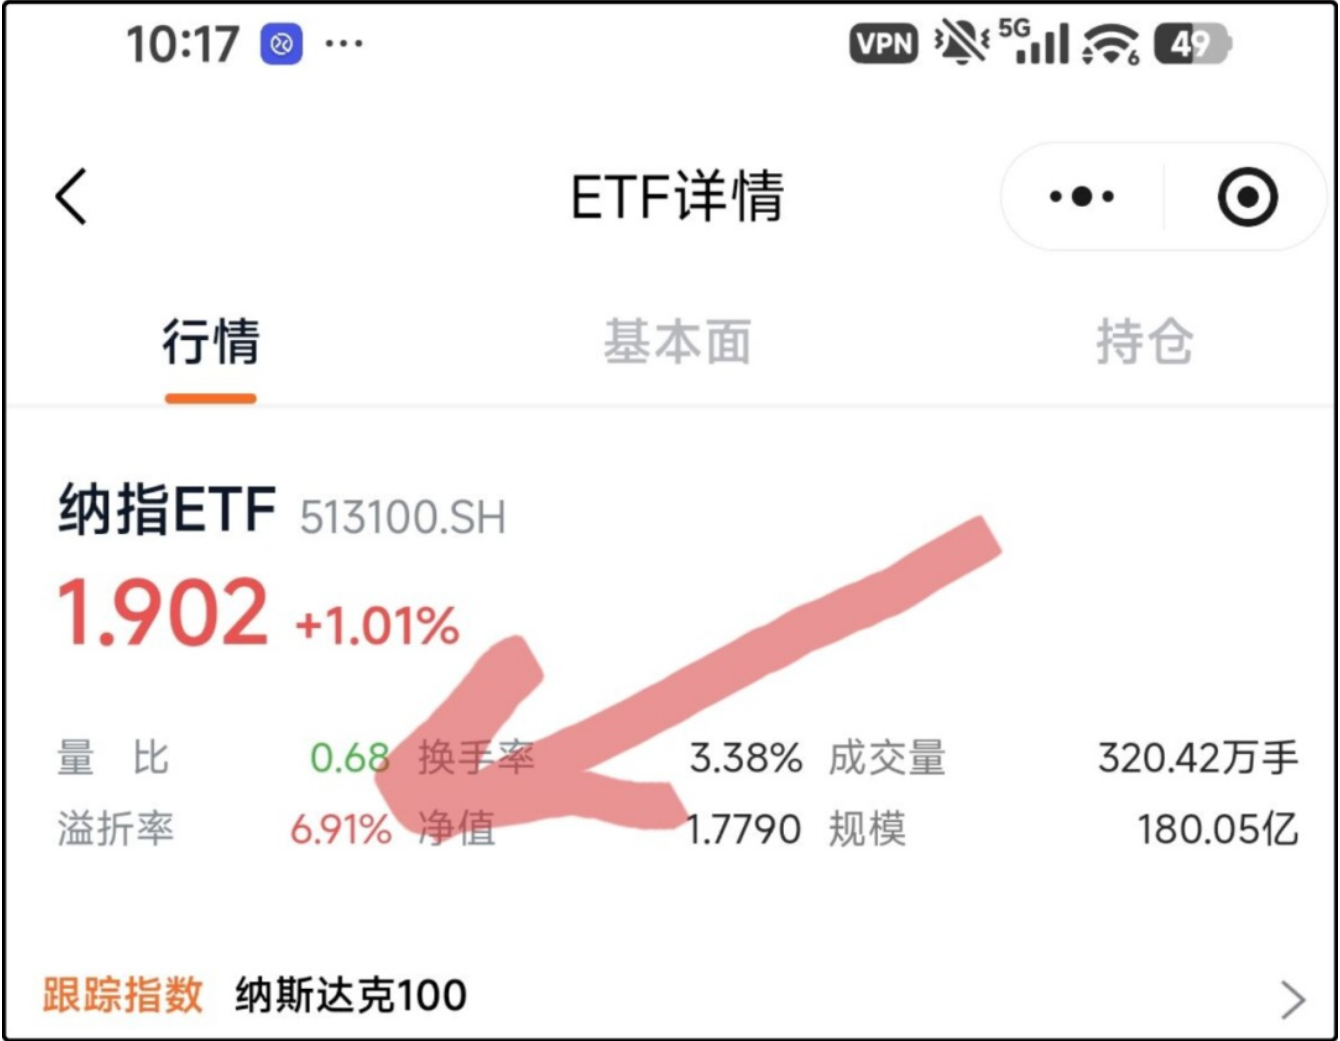 10:17 ... VPN 5G 6 49
ETF详情
行情 基本面 持仓
纳指ETF 513100.SH
1.902 +1.01%
量比 0.68 换手率 3.38% 成交量 320.42万手
溢折率 6.91% 净值 1.7790 规模 180.05亿
跟踪指数 纳斯达克100